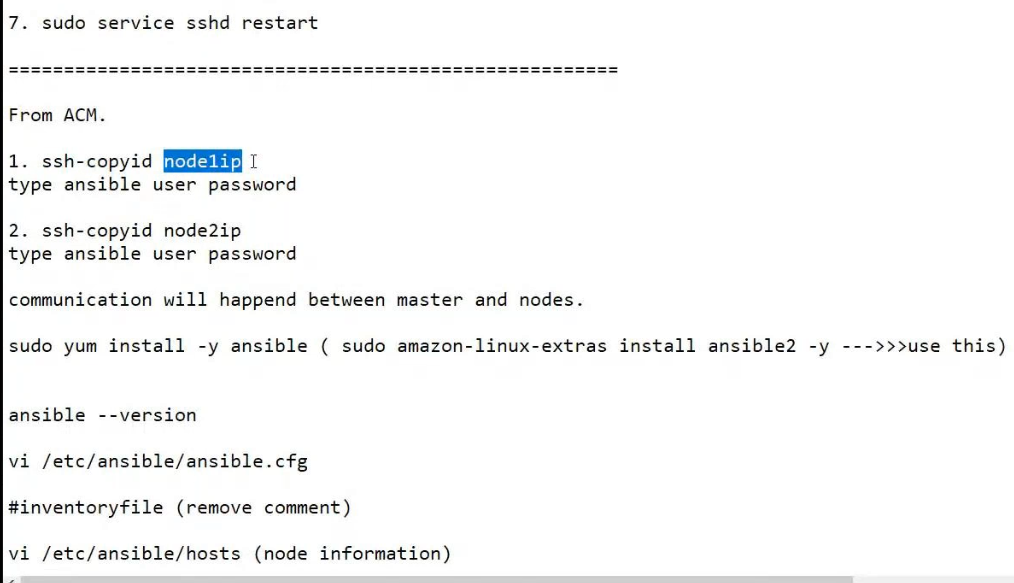 7. sudo service sshd restart
=======================================================
From ACM.
1. ssh-copyid node1ip
type ansible user password
2. ssh-copyid node2ip
type ansible user password
communication will happend between master and nodes.
sudo yum install -y ansible ( sudo amazon-linux-extras install ansible2 -y --->>>use this)
ansible --version
vi /etc/ansible/ansible.cfg
#inventoryfile (remove comment)
vi /etc/ansible/hosts (node information)